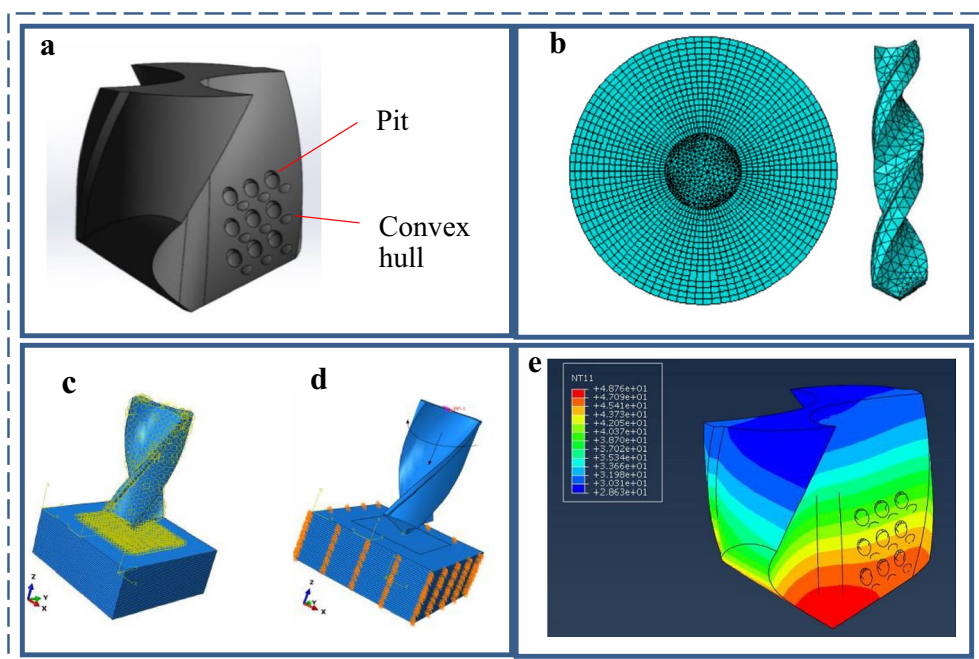 a
Pit
Convex
hull
b
c
Z
Y
X
d
Z
Y
X
e
NT11
+4.876e+01
+4.709e+01
+4.541e+01
+4.373e+01
+4.205e+01
+4.037e+01
+3.870e+01
+3.702e+01
+3.534e+01
+3.366e+01
+3.198e+01
+3.031e+01
+2.863e+01